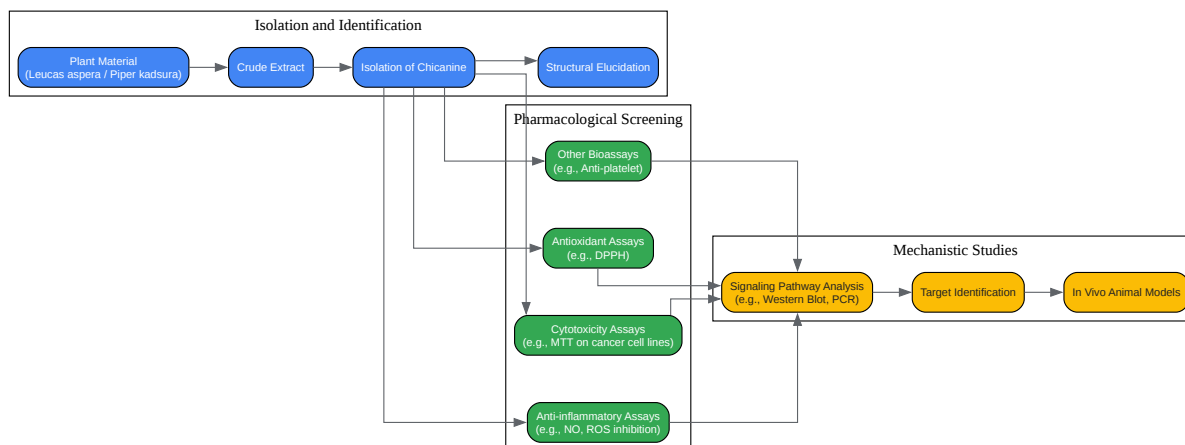 Isolation and Identification
Plant Material
(Leucas aspera / Piper kadsura)
Crude Extract
Isolation of Chicanine
Structural Elucidation
Pharmacological Screening
Other Bioassays
(e.g., Anti-platelet)
Antioxidant Assays
(e.g., DPPH)
Cytotoxicity Assays
(e.g., MTT on cancer cell lines)
Anti-inflammatory Assays
(e.g., NO, ROS inhibition)
Mechanistic Studies
Signaling Pathway Analysis
(e.g., Western Blot, PCR)
Target Identification
In Vivo Animal Models